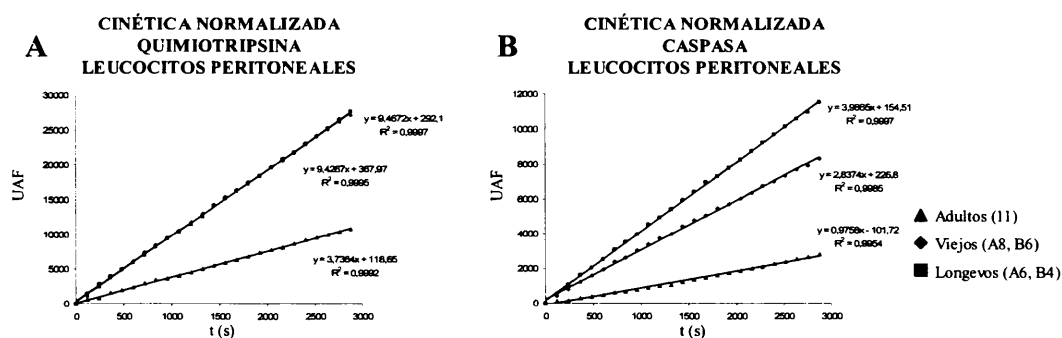 A
CINÉTICA NORMALIZADA
QUIMIOTRIPSINA
LEUCOCITOS PERITONEALES
UAF
30000
25000
20000
15000
10000
5000
0
y=9,4672x+292,1
R² = 0,9997
y=9,4287x+367,97
R² = 0,9995
y=3,7364x+118,65
R² = 0,9992
0
500
1000
1500
2000
2500
3000
t (s)
B
CINÉTICA NORMALIZADA
CASPASA
LEUCOCITOS PERITONEALES
UAF
12000
10000
8000
6000
4000
2000
0
y=3,9865x+154,51
R² = 0,9997
y=2,8374x+226,8
R² = 0,9985
y=0,9758x-101,72
R² = 0,9954
0
500
1000
1500
2000
2500
3000
t (s)
Adultos (11)
Viejos (A8, B6)
Longevos (A6, B4)